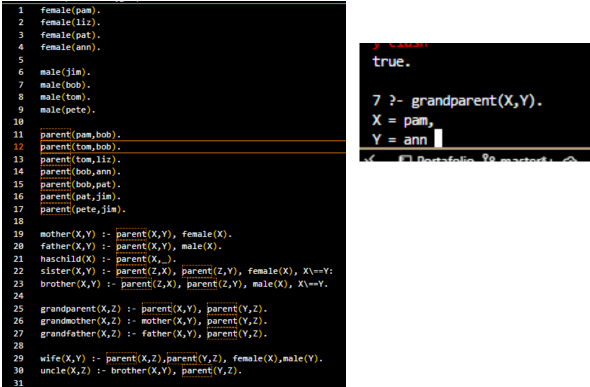 1 female(pam).
2 female(liz).
3 female(pat).
4 female(ann).
5
6 male(jim).
7 male(bob).
8 male(tom).
9 male(pete).
10
11 parent(pam,bob).
12 parent(tom,bob).
13 parent(tom,liz).
14 parent(bob,ann).
15 parent(bob,pat).
16 parent(pat,jim).
17 parent(pete,jim).
18
19 mother(X,Y) :- parent(X,Y), female(X).
20 father(X,Y) :- parent(X,Y), male(X).
21 haschild(X) :- parent(X,_).
22 sister(X,Y) :- parent(Z,X), parent(Z,Y), female(X), X\==Y:
23 brother(X,Y) :- parent(Z,X), parent(Z,Y), male(X), X\==Y.
24
25 grandparent(X,Z) :- parent(X,Y), parent(Y,Z).
26 grandmother(X,Z) :- mother(X,Y), parent(Y,Z).
27 grandfather(X,Z) :- father(X,Y), parent(Y,Z).
28
29 wife(X,Y) :- parent(X,Z),parent(Y,Z), female(X),male(Y).
30 uncle(X,Z) :- brother(X,Y), parent(Y,Z).
31
true.
7 ?- grandparent(X,Y).
X = pam,
Y = ann
Portafolio master